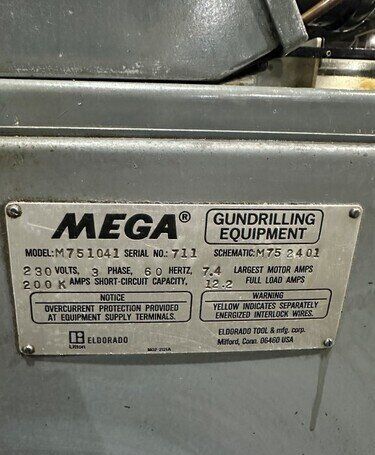 MEGA®
GUNDRILLING
EQUIPMENT
MODEL: M751041 SERIAL NO.: 711 SCHEMATIC: M75 2401
230 VOLTS, 3 PHASE, 60 HERTZ, 7.4 LARGEST MOTOR AMPS
200K AMPS SHORT-CIRCUIT CAPACITY, 12.2 FULL LOAD AMPS
NOTICE
OVERCURRENT PROTECTION PROVIDED
AT EQUIPMENT SUPPLY TERMINALS.
WARNING
YELLOW INDICATES SEPARATELY
ENERGIZED INTERLOCK WIRES.
Litton
ELDORADO
ELDORADO TOOL & mfg. corp.
Milford, Conn. 06460 USA